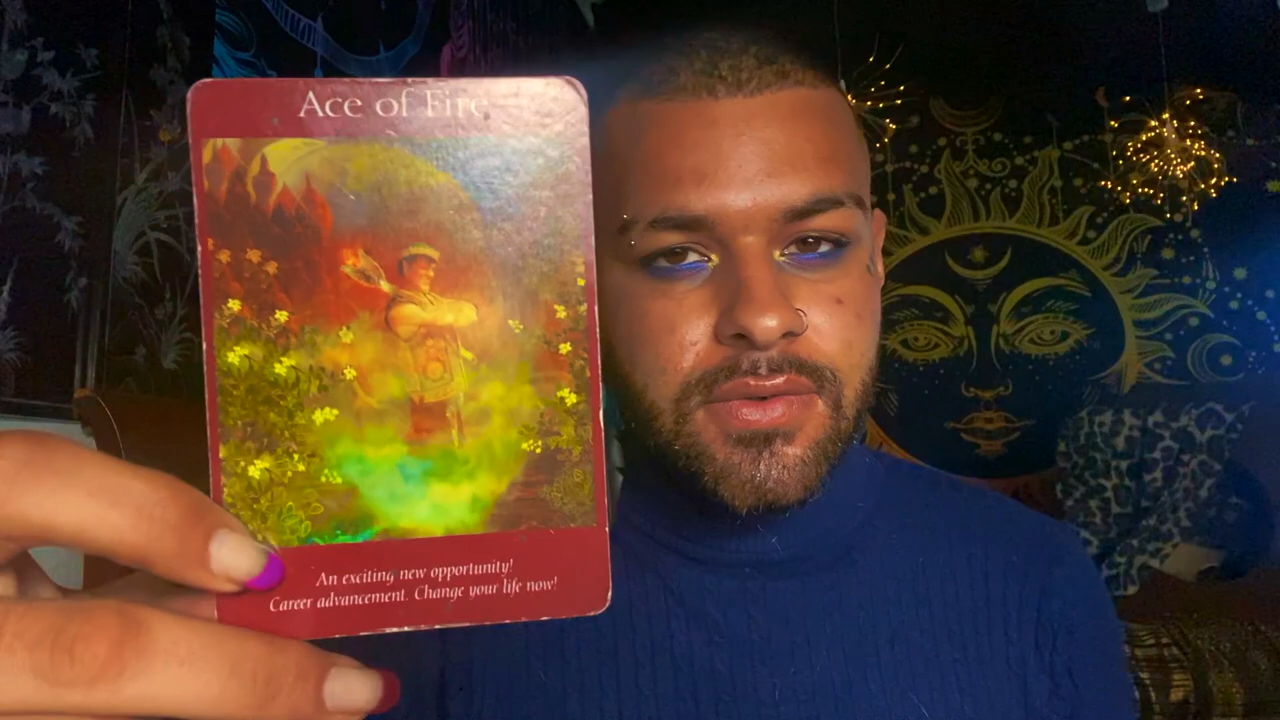 Ace of Fire
An exciting new opportunity!
Career advancement. Change your life now!